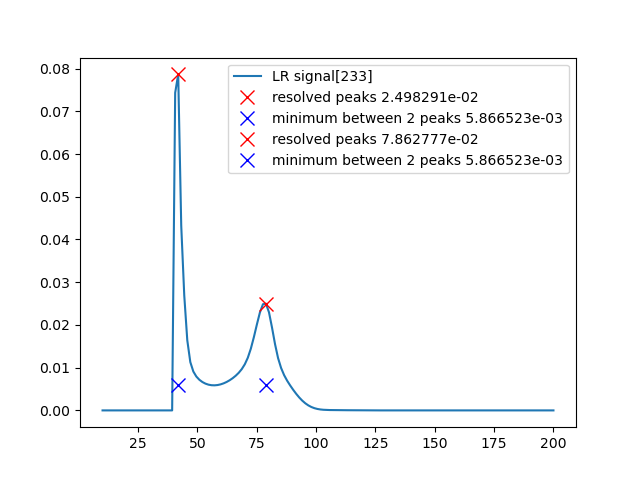 LR signal[233]
resolved peaks 2.498291e-02
minimum between 2 peaks 5.866523e-03
resolved peaks 7.862777e-02
minimum between 2 peaks 5.866523e-03
0.08
0.07
0.06
0.05
0.04
0.03
0.02
0.01
0.00
25 50 75 100 125 150 175 200